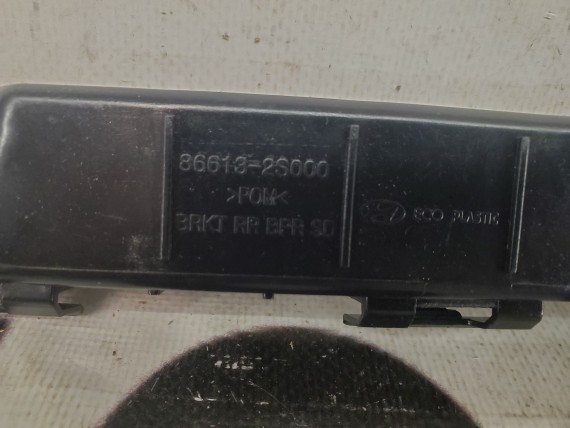 86613-2S000
>POM<
BRKT RR BPR SD
ECO PLASTIC